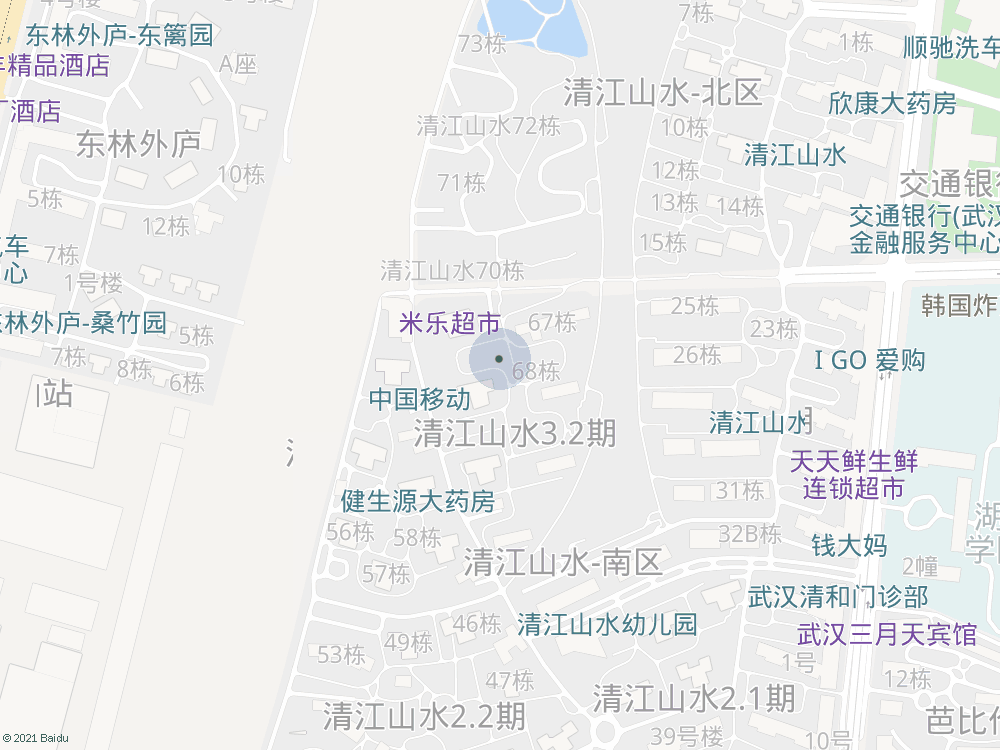 4号楼
7栋
东林外庐-东篱园
73栋
1栋
顺驰洗车
精品酒店
A座
酒店
清江山水-北区
欣康大药房
清江山水72栋
10栋
东林外庐
清江山水
12栋
10栋
71栋
交通银行
5栋
13栋
14栋
12栋
交通银行(武汉
金融服务中心
15栋
汽车
心
7栋
1号楼
清江山水70栋
25栋
韩国炸
林外庐-桑竹园
米乐超市
67栋
23栋
5栋
7栋
26栋
I GO 爱购
8栋
68栋
6栋
站
中国移动
清江山水
清江山水3.2期
天天鲜生鲜
连锁超市
31栋
健生源大药房
湖
56栋
58栋
32B栋
钱大妈
清江山水-南区
2幢
57栋
武汉清和门诊部
46栋
清江山水幼儿园
武汉三月天宾馆
49栋
53栋
1号
47栋
12栋
清江山水2.1期
清江山水2.2期
芭比
39号楼
10号
© 2021 Baidu